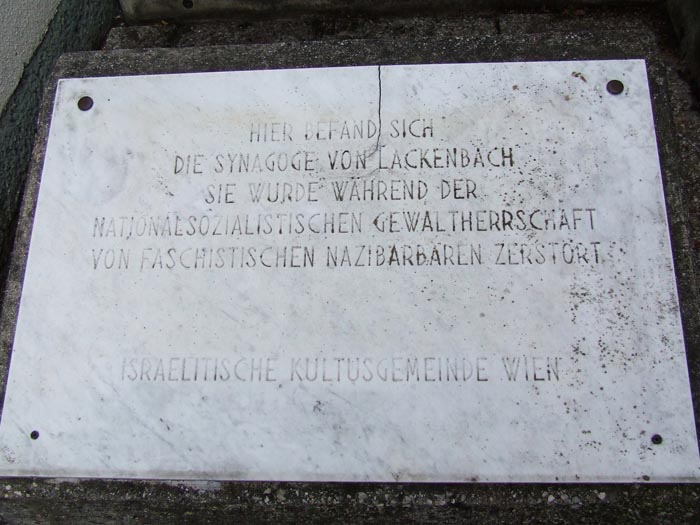 HIER BEFAND SICH
DIE SYNAGOGE VON LACKENBACH
SIE WURDE WÄHREND DER
NATIONALSOZIALISTISCHEN GEWALTHERRSCHAFT
VON FASCHISTISCHEN NAZIBARBAREN ZERSTÖRT
ISRAELITISCHE KULTUSGEMEINDE WIEN